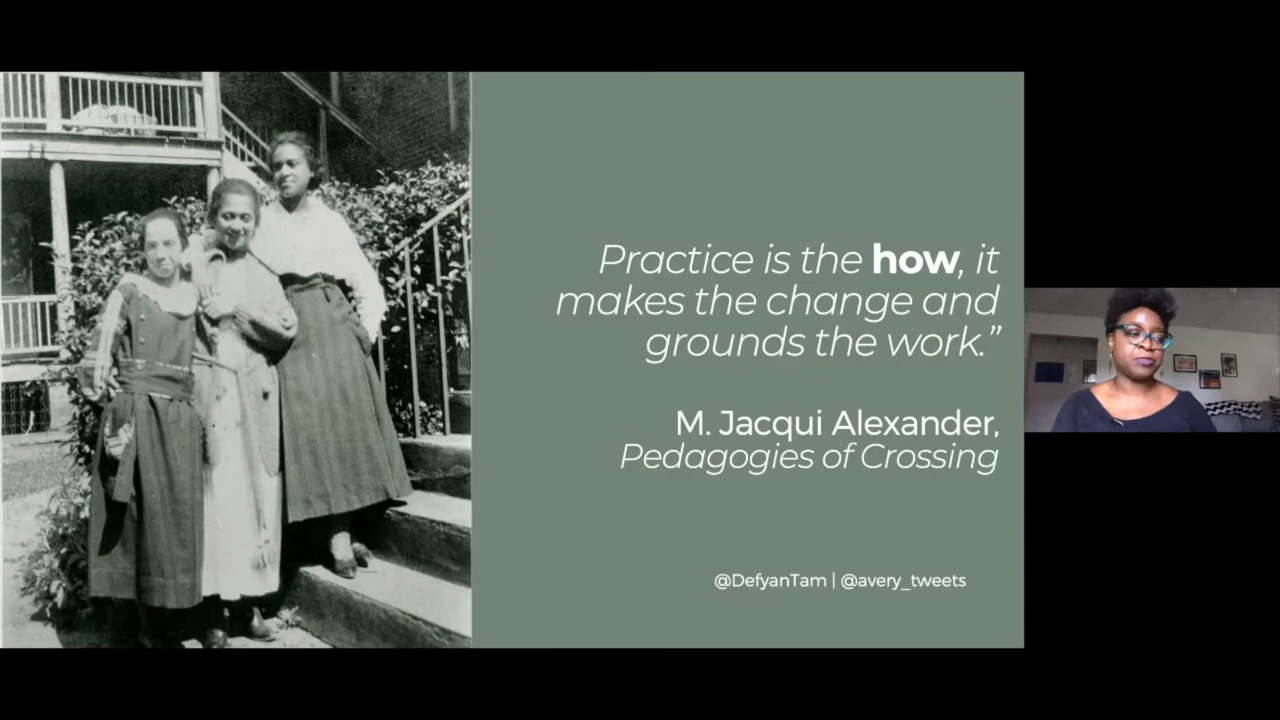 Practice is the how, it
makes the change and
grounds the work.”
M. Jacqui Alexander,
Pedagogies of Crossing
@DefyanTam | @avery_tweets